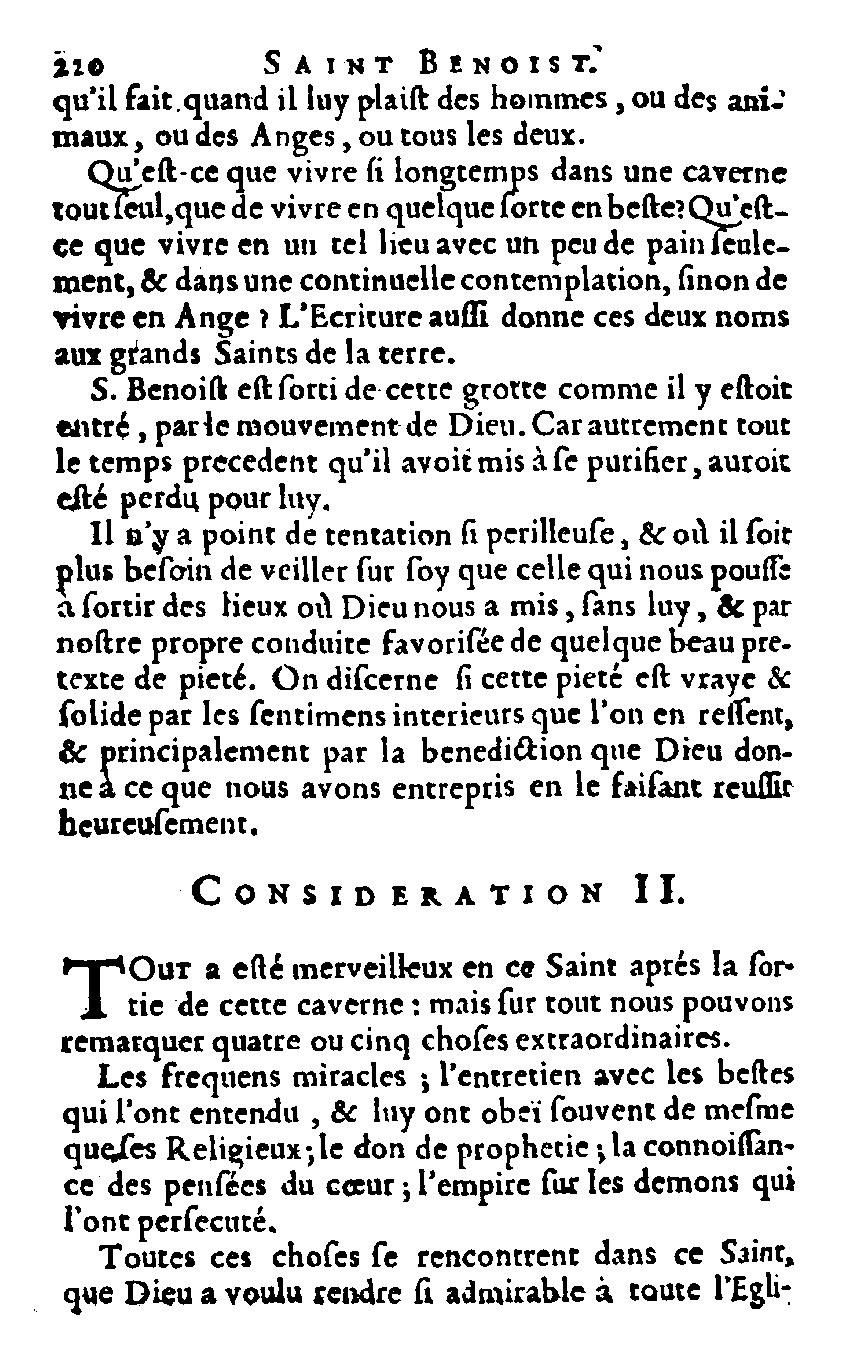 210 SAINT BENOIST.
qu'il fait quand il luy plaiſt des hommes, ou des ani-
maux, ou des Anges, ou tous les deux.
Qu'eſt-ce que vivre ſi longtemps dans une caverne
tout ſeul, que de vivre en quelque ſorte en beſte? Qu'eſt-
ce que vivre en un tel lieu avec un peu de pain ſeule-
ment, & dans une continuelle contemplation, ſinon de
vivre en Ange? L'Ecriture auſſi donne ces deux noms
aux grands Saints de la terre.
S. Benoiſt eſt ſorti de cette grotte comme il y eſtoit
entré, par le mouvement de Dieu. Car autrement tout
le temps precedent qu'il avoit mis à ſe purifier, auroit
eſté perdu pour luy.
Il n'y a point de tentation ſi perilleuſe, & où il ſoit
plus beſoin de veiller ſur ſoy que celle qui nous pouſſe
à ſortir des lieux où Dieu nous a mis, ſans luy, & par
noſtre propre conduite favoriſée de quelque beau pre-
texte de pieté. On diſcerne ſi cette pieté eſt vraye &
ſolide par les ſentimens interieurs que l'on en reſſent,
& principalement par la benediction que Dieu don-
ne à ce que nous avons entrepris en le faiſant reuſſir
heureuſement.
CONSIDERATION II.
TOUT a eſté merveilleux en ce Saint aprés la ſor-
tie de cette caverne : mais ſur tout nous pouvons
remarquer quatre ou cinq choſes extraordinaires.
Les frequens miracles ; l'entretien avec les beſtes
qui l'ont entendu, & luy ont obeï ſouvent de meſme
que ſes Religieux ; le don de prophetie ; la connoiſſan-
ce des penſées du cœur ; l'empire ſur les demons qui
l'ont perſecuté.
Toutes ces choſes ſe rencontrent dans ce Saint,
que Dieu a voulu rendre ſi admirable à toute l'Egli-